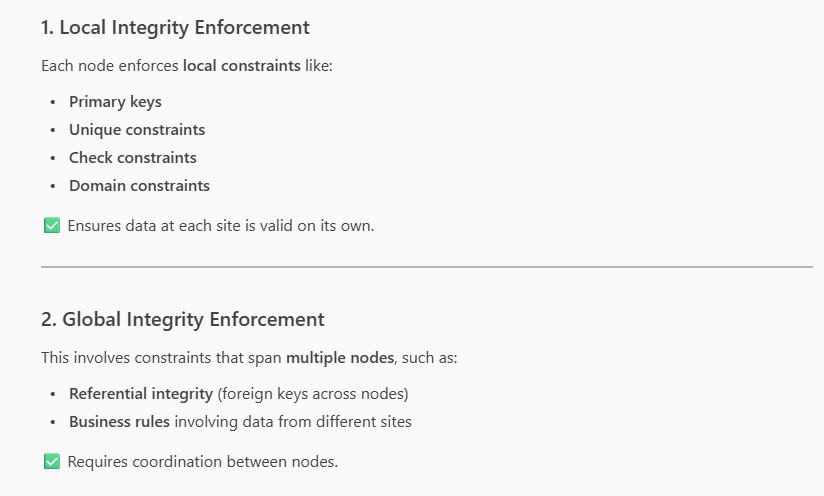 1. Local Integrity Enforcement
Each node enforces local constraints like:
• Primary keys
• Unique constraints
• Check constraints
• Domain constraints
✅ Ensures data at each site is valid on its own.
2. Global Integrity Enforcement
This involves constraints that span multiple nodes, such as:
• Referential integrity (foreign keys across nodes)
• Business rules involving data from different sites
✅ Requires coordination between nodes.